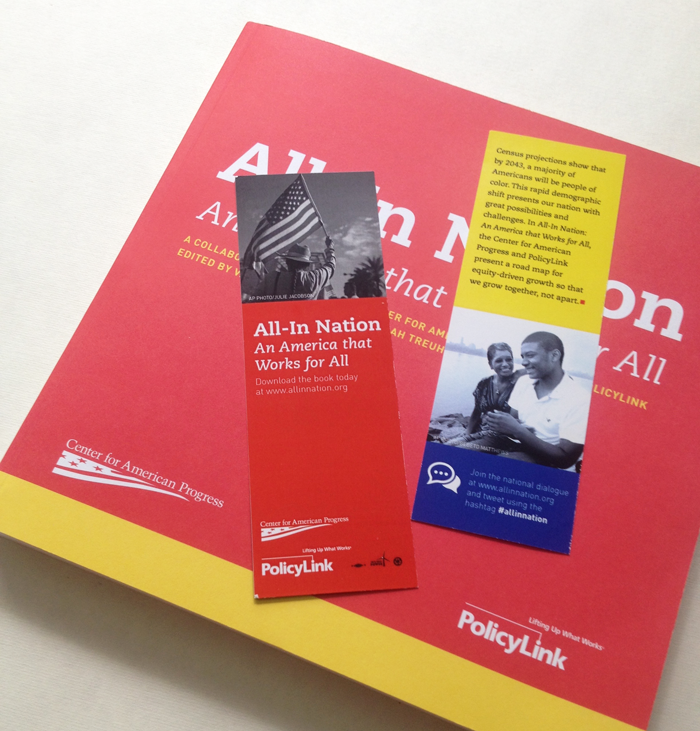 All-In N on
An that for All
A COLLABO ER FOR AM POLICYLINK
EDITED BY V AH TREUH
Center for American Progress
Lifting Up What Works®
PolicyLink
AP PHOTO/JULIE JACOBSON
All-In Nation
An America that
Works for All
Download the book today
at www.allinnation.org
Center for American Progress
Lifting Up What Works®
PolicyLink
Census projections show that
by 2043, a majority of
Americans will be people of
color. This rapid demographic
shift presents our nation with
great possibilities and
challenges. In All-In Nation:
An America that Works for All,
the Center for American
Progress and PolicyLink
present a road map for
equity-driven growth so that
we grow together, not apart.
Join the national dialogue
at www.allinnation.org
and tweet using the
hashtag #allinnation